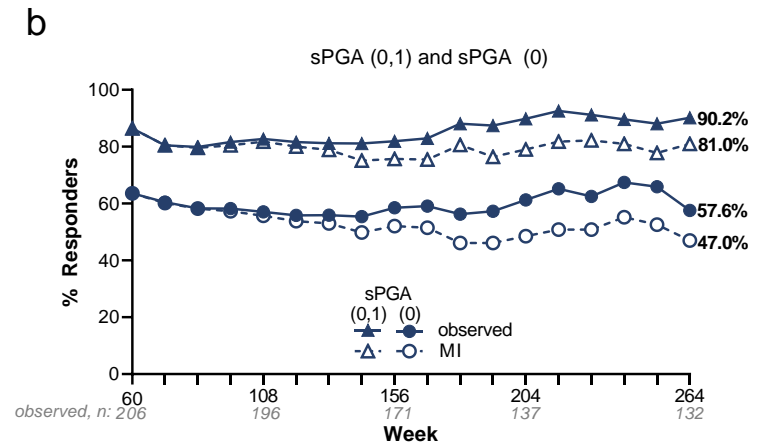 b
sPGA (0,1) and sPGA (0)
100
80
60
40
20
0
% Responders
90.2%
81.0%
57.6%
47.0%
sPGA
(0,1) (0)
observed
MI
60 108 156 204 264
observed, n: 206 196 171 137 132
Week